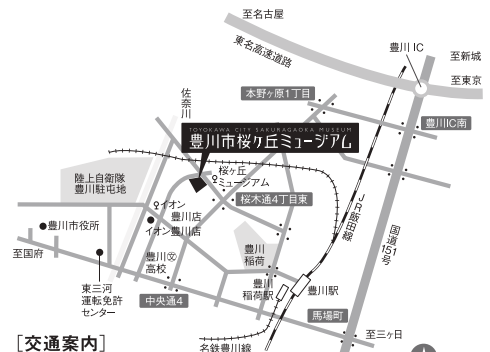 至名古屋
東名高速道路
豊川IC
至新城
至東京
佐奈川
本野ヶ原1丁目
豊川IC南
TOYOKAWA CITY SAKURAGAOKA MUSEUM
豊川市桜ヶ丘ミュージアム
陸上自衛隊
豊川駐屯地
桜ヶ丘
ミュージアム
桜木通4丁目東
イオン
豊川店
イオン豊川店
JR飯田線
国道151号
豊川市役所
至国府
豊川
高校
文
豊川
稲荷
豊川
稲荷駅
豊川駅
東三河
運転免許
センター
中央通4
馬場町
至三ヶ日
名鉄豊川線
[交通案内]